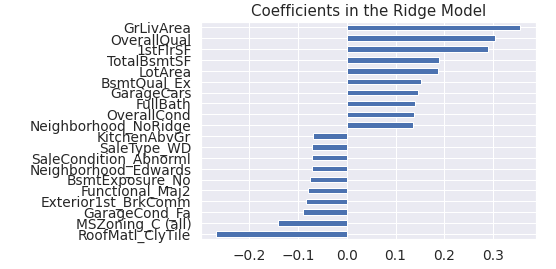 Coefficients in the Ridge Model
GrLivArea
OverallQual
1stFlrSF
TotalBsmtSF
LotArea
BsmtQual_Ex
GarageCars
FullBath
OverallCond
Neighborhood_NoRidge
KitchenAbvGr
SaleType_WD
SaleCondition_Abnorml
Neighborhood_Edwards
BsmtExposure_No
Functional_Maj2
Exterior1st_BrkComm
GarageCond_Fa
MSZoning_C (all)
RoofMatl_ClyTile
−0.2 −0.1 0.0 0.1 0.2 0.3